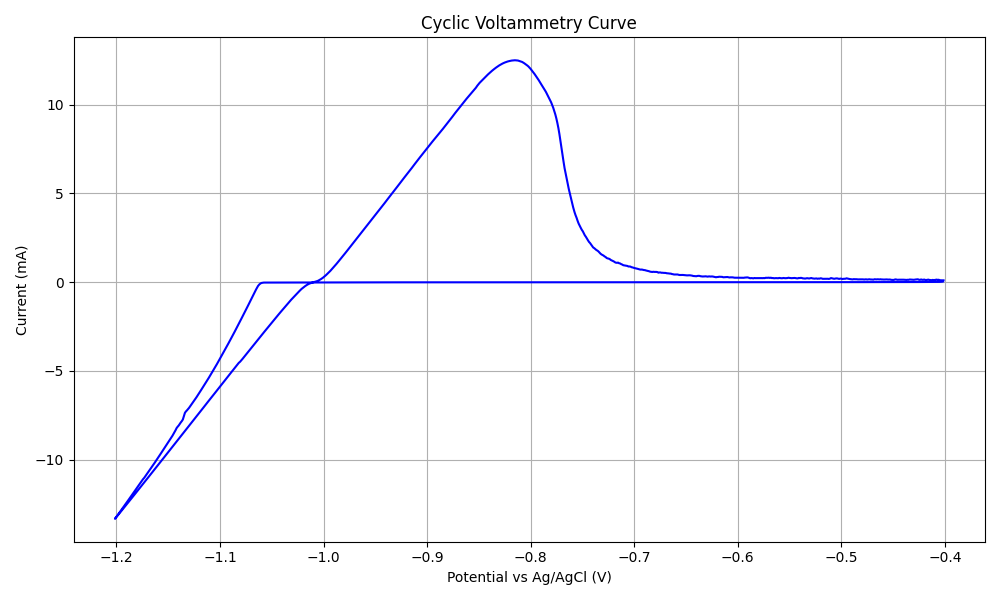 Cyclic Voltammetry Curve
Current (mA)
10
5
0
−5
−10
−1.2 −1.1 −1.0 −0.9 −0.8 −0.7 −0.6 −0.5 −0.4
Potential vs Ag/AgCl (V)